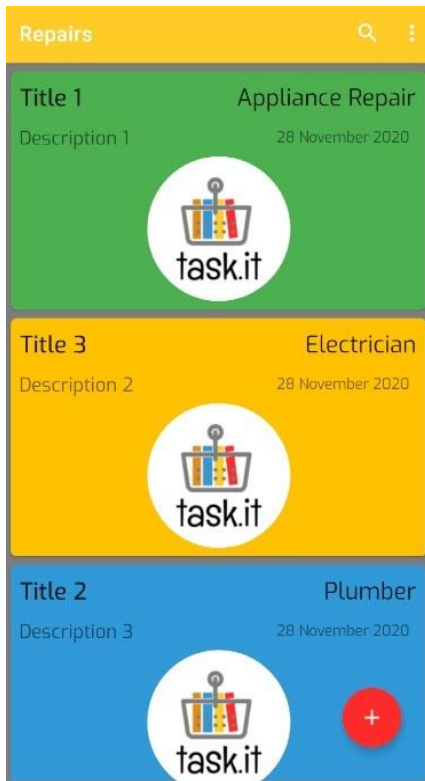 Repairs
Title 1 Appliance Repair
Description 1 28 November 2020
task.it
Title 3 Electrician
Description 2 28 November 2020
task.it
Title 2 Plumber
Description 3 28 November 2020
task.it
+